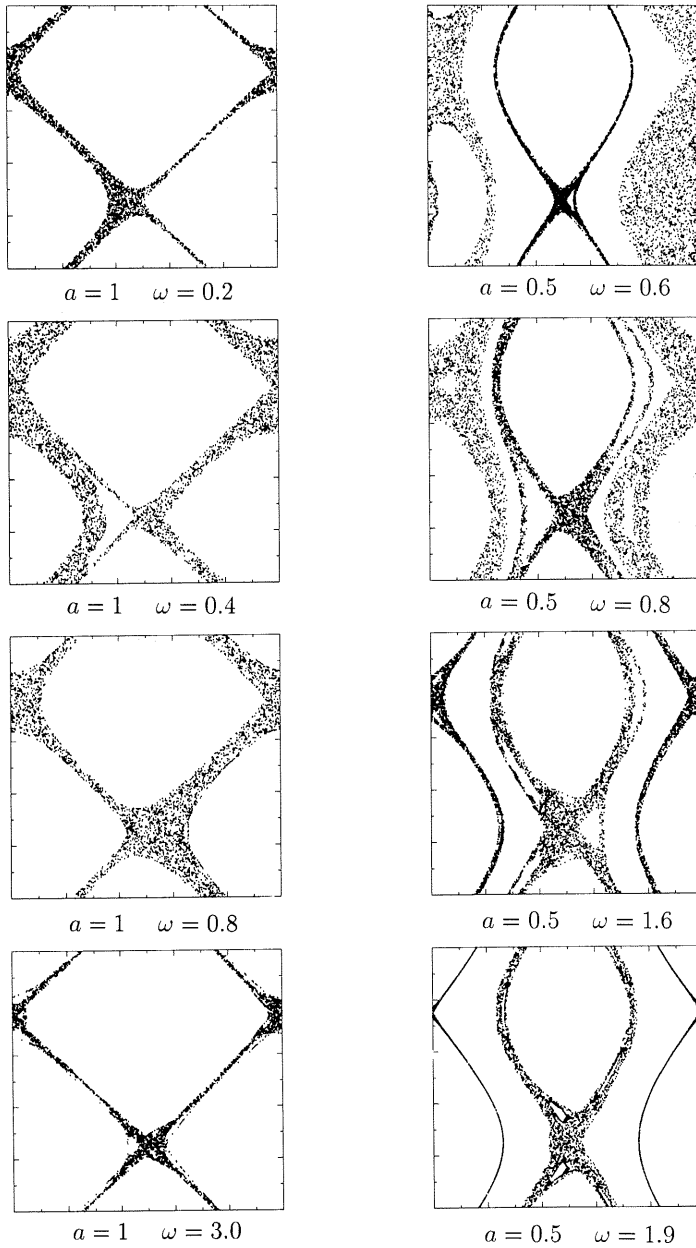 a = 1 ω = 0.2
a = 0.5 ω = 0.6
a = 1 ω = 0.4
a = 0.5 ω = 0.8
a = 1 ω = 0.8
a = 0.5 ω = 1.6
a = 1 ω = 3.0
a = 0.5 ω = 1.9